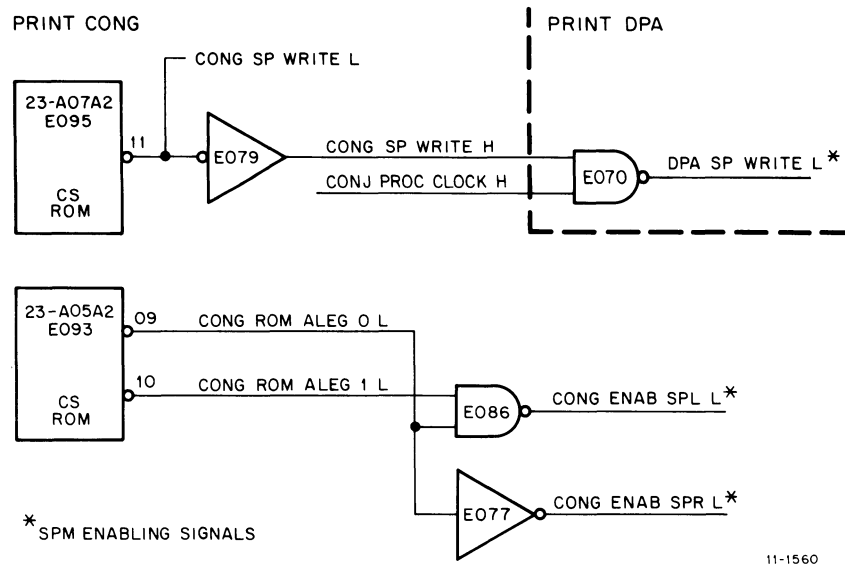 PRINT CONG
PRINT DPA
CONG SP WRITE L
23-A07A2
E095
11
CS
ROM
E079
CONG SP WRITE H
CONJ PROC CLOCK H
E070
DPA SP WRITE L*
23-A05A2
E093
09
CONG ROM ALEG 0 L
10
CONG ROM ALEG 1 L
CS
ROM
E086
CONG ENAB SPL L*
E077
CONG ENAB SPR L*
*SPM ENABLING SIGNALS
11-1560